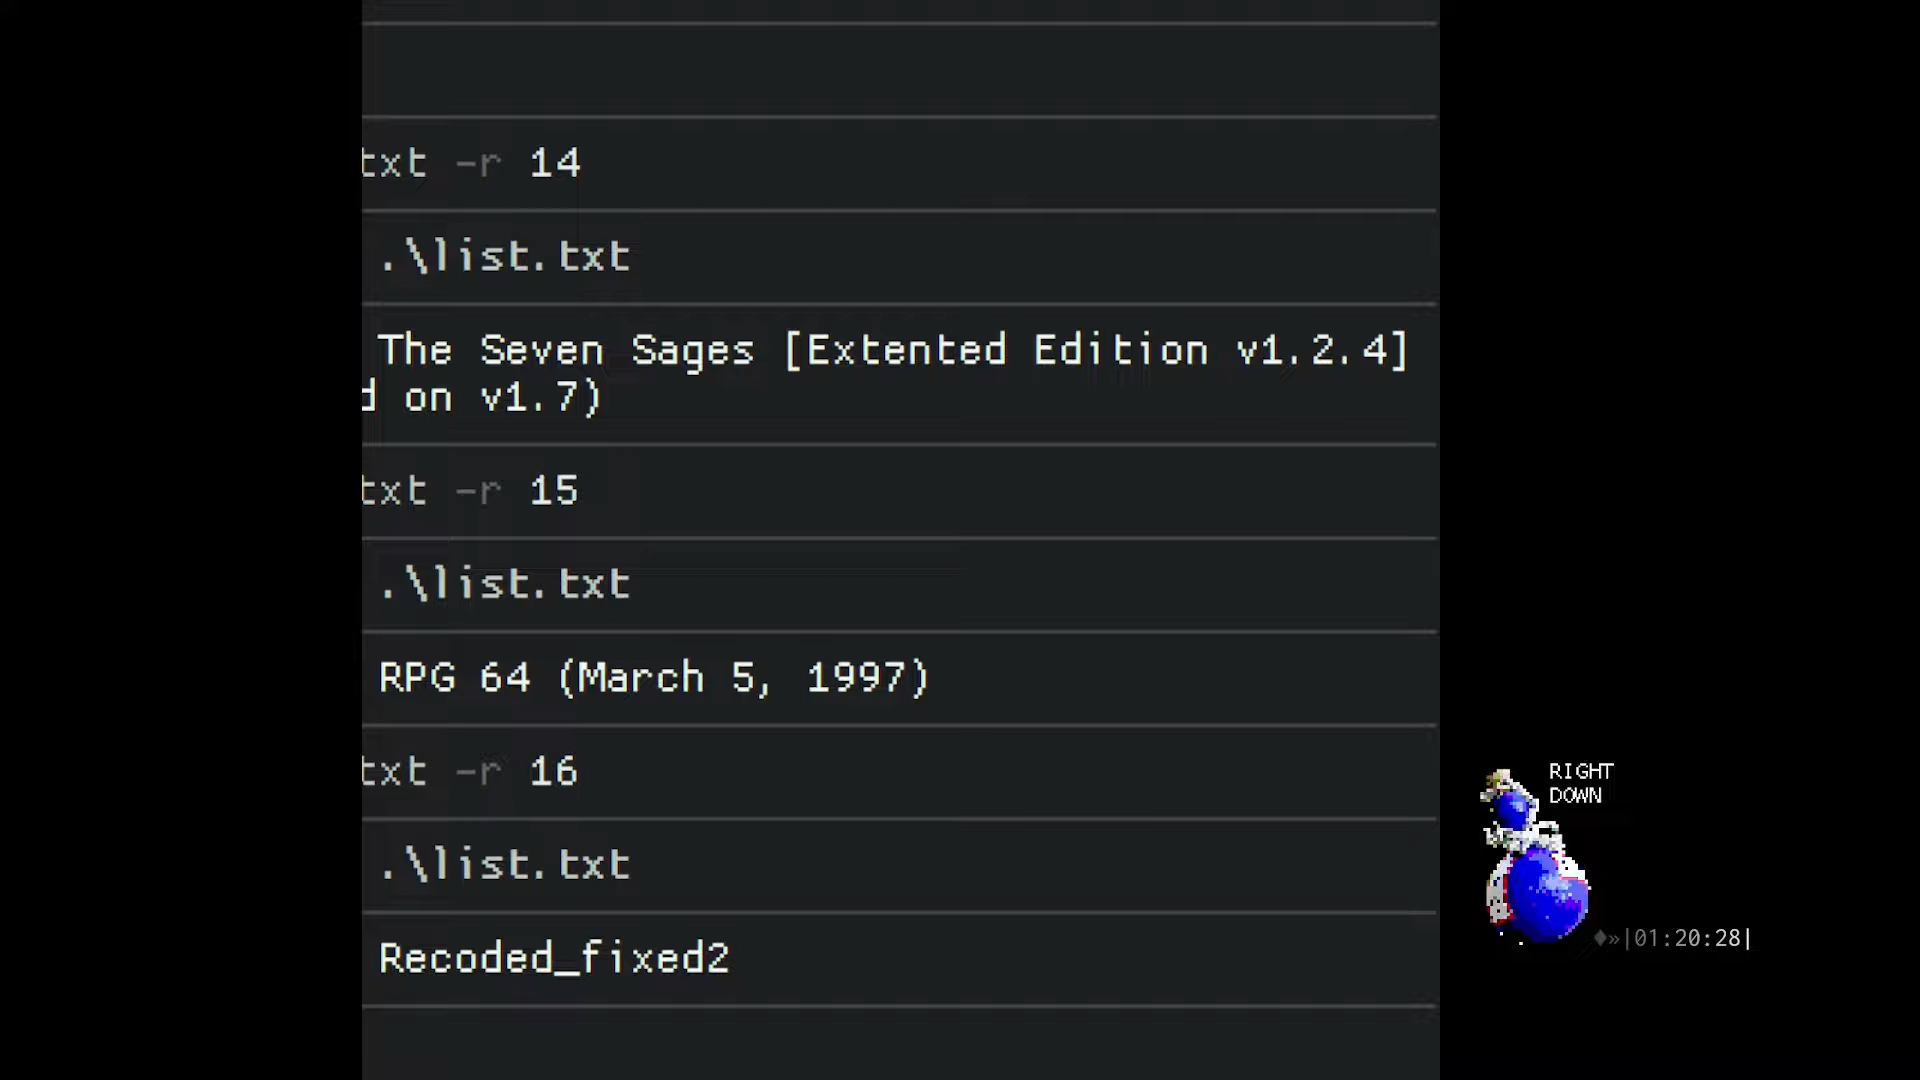 txt -r 14
.\list.txt
The Seven Sages [Extented Edition v1.2.4]
d on v1.7)
txt -r 15
.\list.txt
RPG 64 (March 5, 1997)
txt -r 16
.\list.txt
Recoded_fixed2
RIGHT
DOWN
♦»|01:20:28|